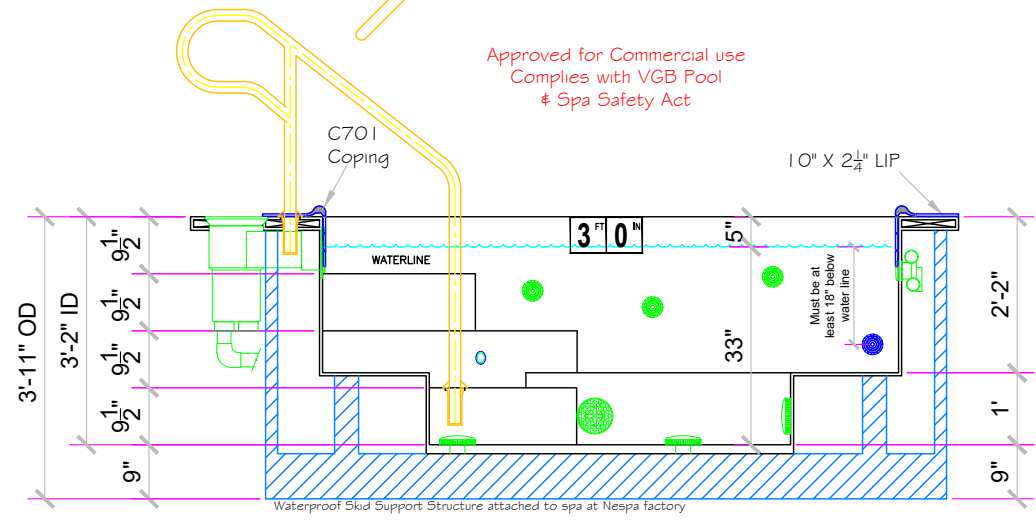 Approved for Commercial use
Complies with VGB Pool
& Spa Safety Act
C701
Coping
10" X 2¼" LIP
3 FT 0 IN
WATERLINE
5"
33"
Must be at
least 18" below
water line
3'-11" OD
3'-2" ID
9½"
9½"
9½"
9½"
9"
2'-2"
1'
9"
Waterproof Skid Support Structure attached to spa at Nespa factory